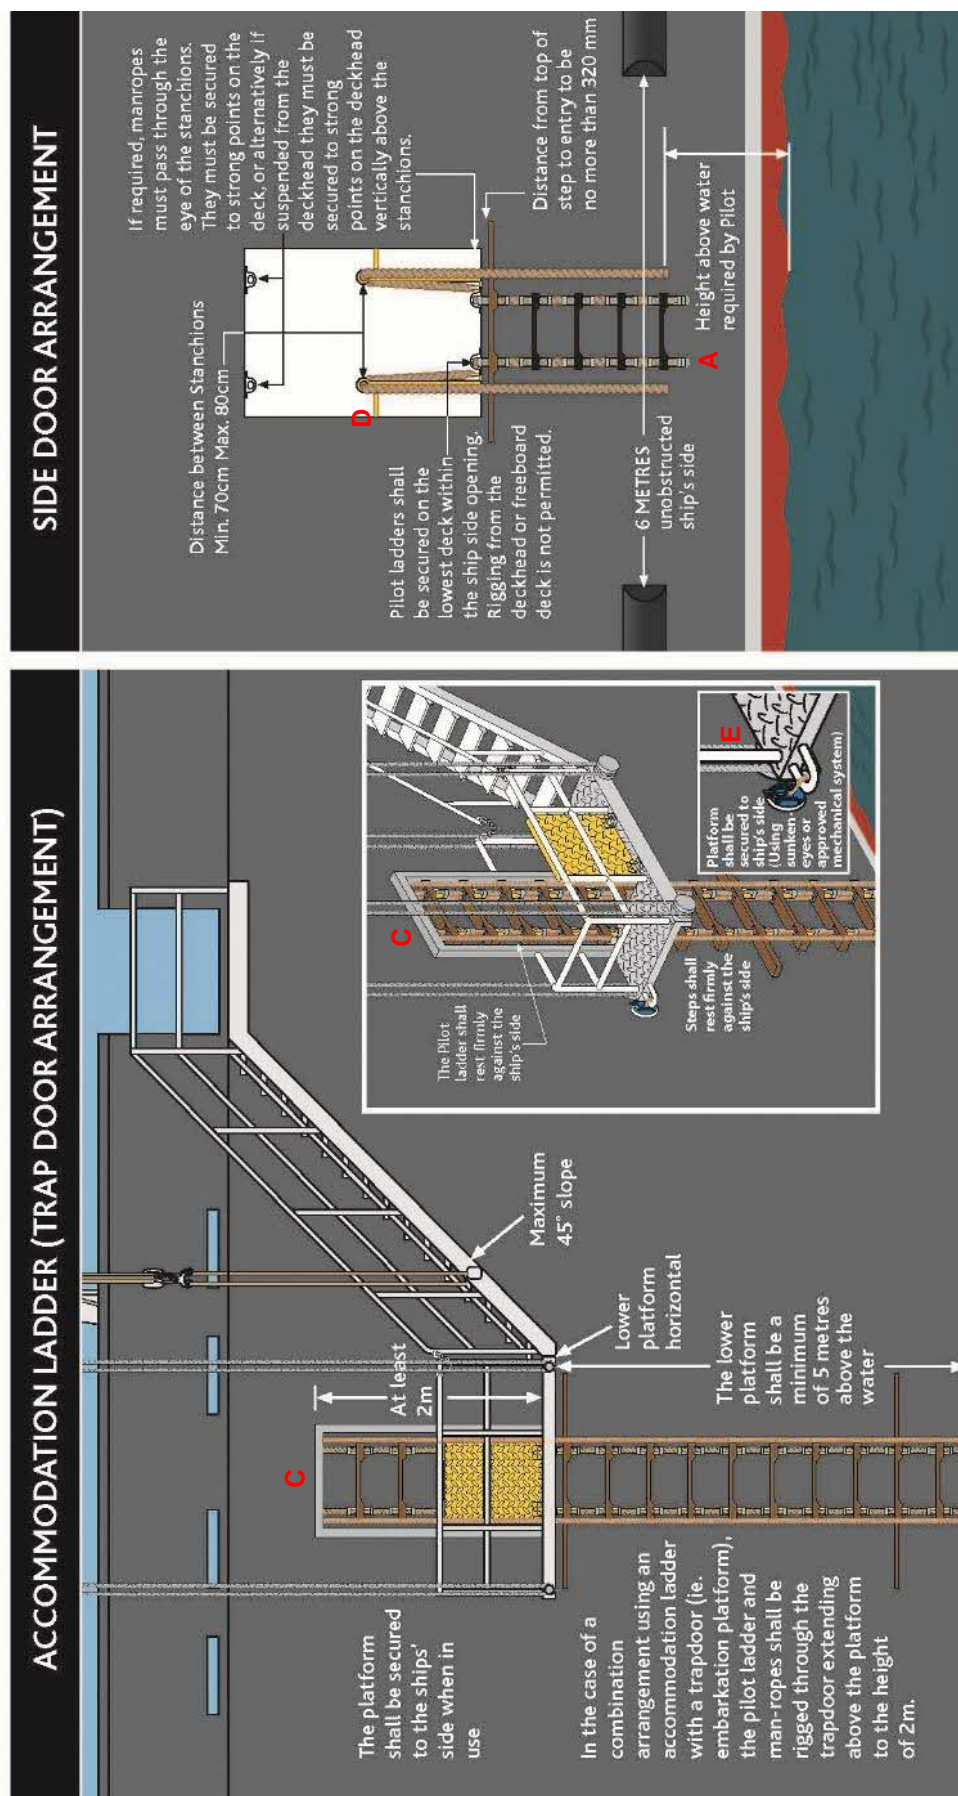 ACCOMMODATION LADDER (TRAP DOOR ARRANGEMENT)
The platform
shall be secured
to the ships'
side when in
use
C
At least
2m
Maximum
45° slope
Lower
platform
horizontal
The lower
platform
shall be a
minimum
of 5 metres
above the
water
In the case of a
combination
arrangement using an
accommodation ladder
with a trapdoor (ie.
embarkation platform),
the pilot ladder and
man-ropes shall be
rigged through the
trapdoor extending
above the platform
to the height
of 2m.
C
The Pilot
ladder shall
rest firmly
against the
ship's side
Steps shall
rest firmly
against the
ship's side
E
Platform
shall be
secured to
ship's side
(Using
sunken-
eyes or
approved
mechanical system)
SIDE DOOR ARRANGEMENT
Distance between Stanchions
Min. 70cm Max. 80cm
If required, manropes
must pass through the
eye of the stanchions.
They must be secured
to strong points on the
deck, or alternatively if
suspended from the
deckhead they must be
secured to strong
points on the deckhead
vertically above the
stanchions.
D
Pilot ladders shall
be secured on the
lowest deck within
the ship side opening.
Rigging from the
deckhead or freeboard
deck is not permitted.
Distance from top of
step to entry to be
no more than 320 mm
6 METRES
unobstructed
ship's side
A
Height above water
required by Pilot